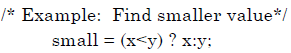 /* Example:  Find smaller value*/
small = (x<y) ? x:y;